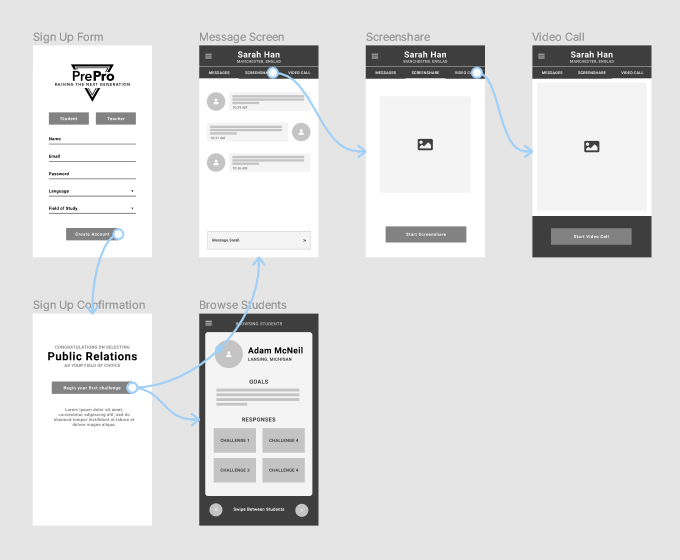 Sign Up Form
PrePro
RAISING THE NEXT GENERATION
Student
Teacher
Name
Email
Password
Language
Field of Study
Create Account
Message Screen
Sarah Han
MANCHESTER, ENGLAD
MESSAGES
SCREENSHARE
VIDEO CALL
10:29 AM
10:31 AM
10:36 AM
Message Sarah
>
Screenshare
Sarah Han
MANCHESTER, ENGLAD
MESSAGES
SCREENSHARE
VIDEO CALL
Start Screenshare
Video Call
Sarah Han
MANCHESTER, ENGLAD
MESSAGES
SCREENSHARE
VIDEO CALL
Start Video Call
Sign Up Confirmation
CONGRATULATIONS ON SELECTING
Public Relations
AS YOUR FIELD OF CHOICE
Begin your first challenge
Lorem ipsum dolor sit amet,
consectetur adipiscing elit, sed do
eiusmod tempor incididunt ut labore et
dolore magna aliqua.
Browse Students
BROWSING STUDENTS
Adam McNeil
LANSING, MICHIGAN
GOALS
RESPONSES
CHALLENGE 1
CHALLENGE 4
CHALLENGE 3
CHALLENGE 4
<
Swipe Between Students
>